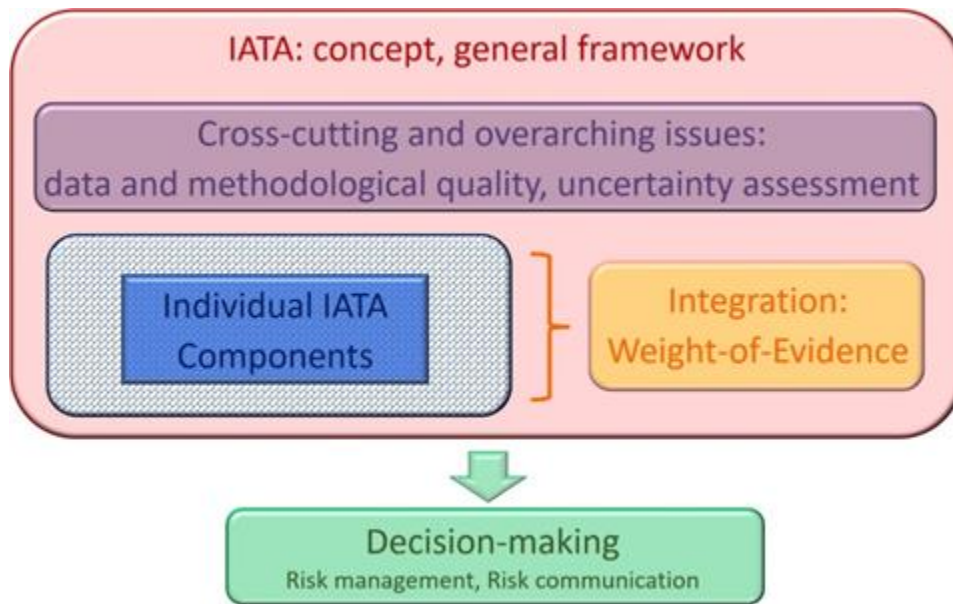 IATA: concept, general framework
Cross-cutting and overarching issues:
data and methodological quality, uncertainty assessment
Individual IATA
Components
Integration:
Weight-of-Evidence
Decision-making
Risk management, Risk communication